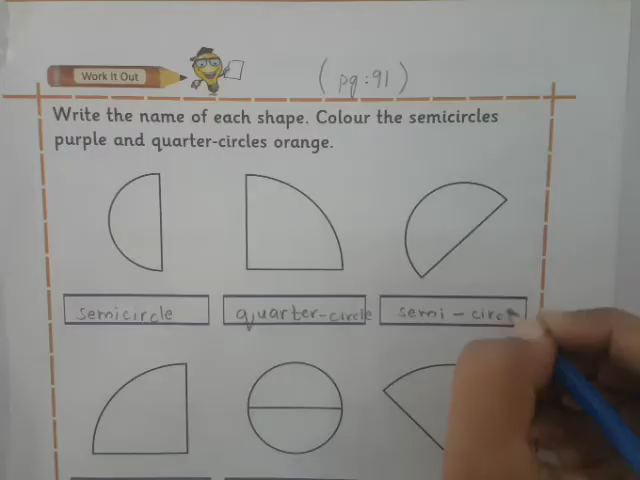 Work It Out
(pg:91)
Write the name of each shape. Colour the semicircles
purple and quarter-circles orange.
semicircle quarter-circle semi-circl